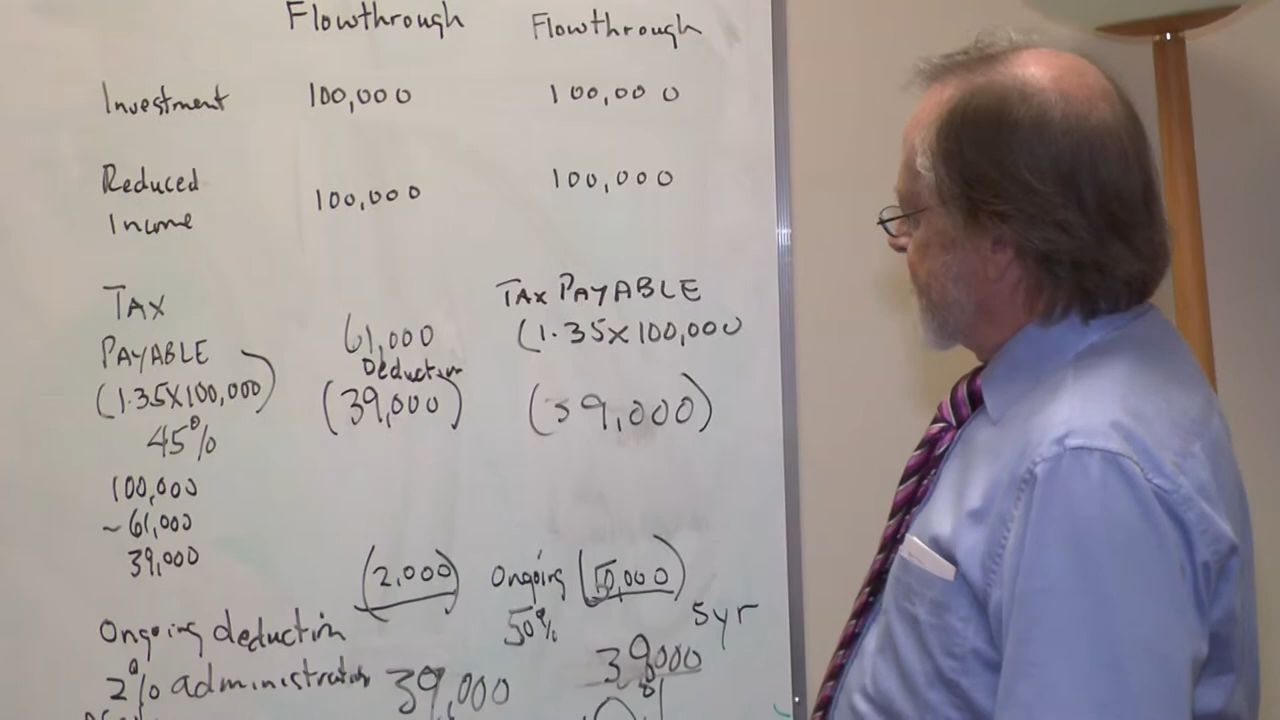 Flowthrough Flowthrough
Investment 100,000 100,000
Reduced Income 100,000 100,000
TAX PAYABLE
(1.35X100,000)
45%
100,000
- 61,000
39,000
61,000
Deduction
(39,000)
TAX PAYABLE
(1.35X100,000
(39,000)
(2,000) Ongoing (50,000)
50% 5yr
Ongoing deduction
2% administration 39,000